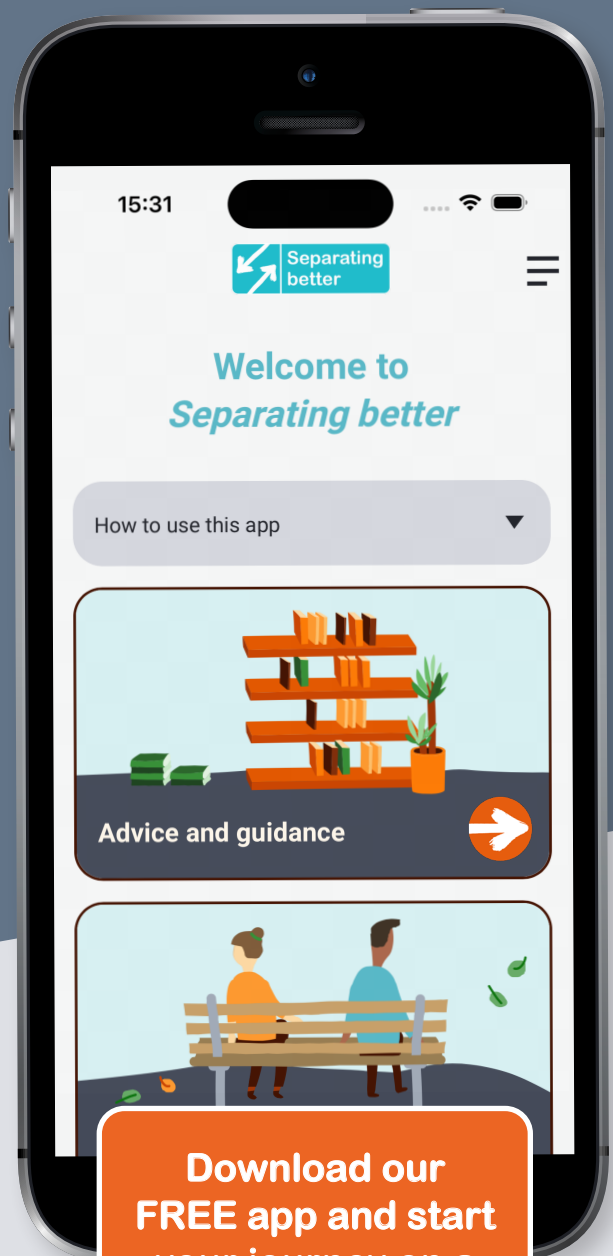 15:31
Separating
better
Welcome to
Separating better
How to use this app
Advice and guidance
Download our
FREE app and start